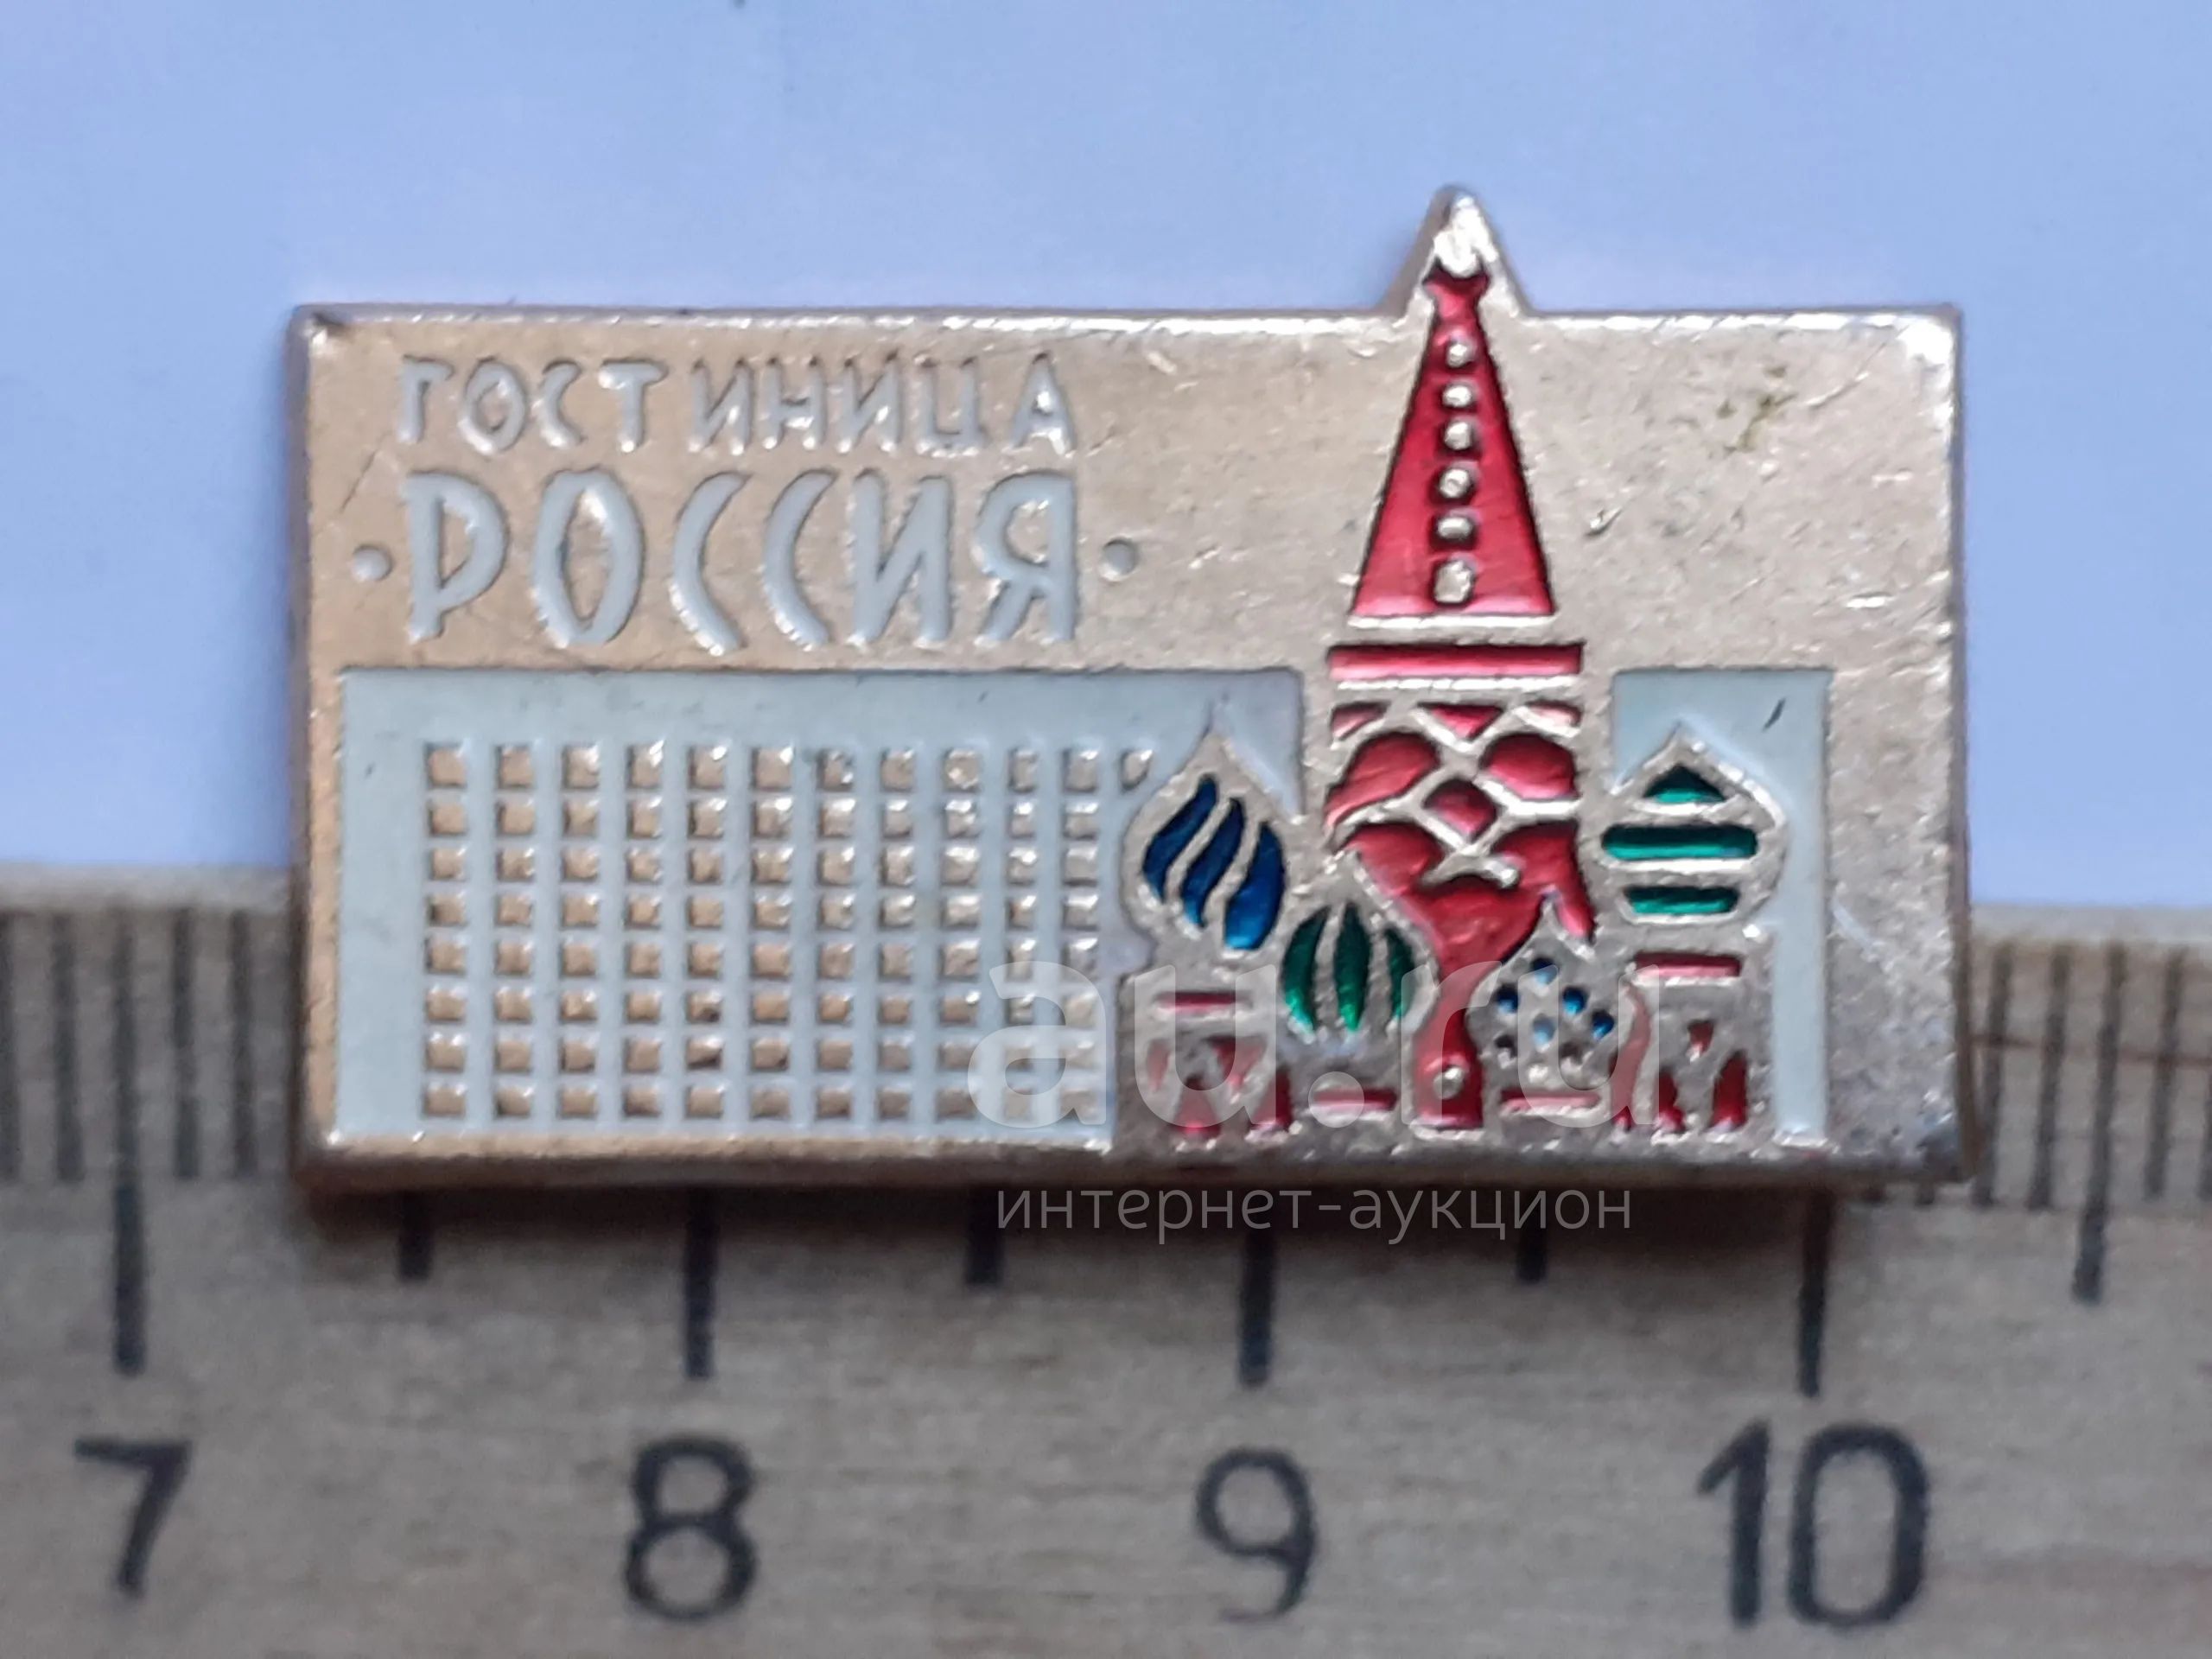 ГОСТИНИЦА
·РОССИЯ·
au.ru
интернет-аукцион
7 8 9 10